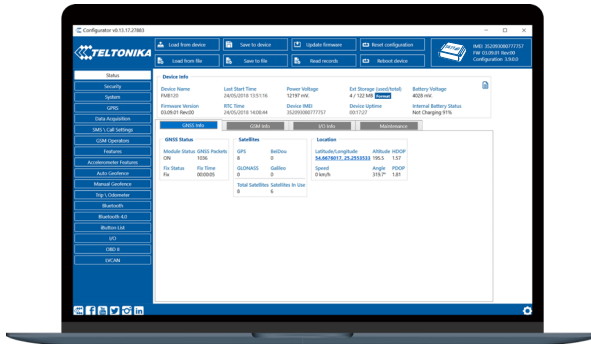 Configurator v0.13.17.27883
TELTONIKA
Load from device
Save to device
Update firmware
Reset configuration
Load from file
Save to file
Read records
Reboot device
IMEI 352093080777757
FW 03.09.01 Rev:00
Configuration 3.9.0.0
Status
Security
System
GPRS
Data Acquisition
SMS \ Call Settings
GSM Operators
Features
Accelerometer Features
Auto Geofence
Manual Geofence
Trip \ Odometer
Bluetooth
Bluetooth 4.0
iButton List
I/O
OBD II
LVCAN
Device Info
Device Name
FMB120
Last Start Time
24/05/2018 13:51:16
Power Voltage
12197 mV.
Ext Storage (used/total)
4 / 122 MB Format
Battery Voltage
4028 mV.
Firmware Version
03.09.01 Rev:00
RTC Time
24/05/2018 14:08:44
Device IMEI
352093080777757
Device Uptime
00:17:27
Internal Battery Status
Not Charging 91%
GNSS Info
GSM Info
I/O Info
Maintenance
GNSS Status
Module Status GNSS Packets
ON 1036
Fix Status Fix Time
Fix 00:00:05
Satellites
GPS BeiDou
8 0
GLONASS Galileo
0 0
Total Satellites Satellites in Use
8 6
Location
Latitude/Longitude Altitude HDOP
54.6676017, 25.2553533 195.5 1.57
Speed Angle PDOP
0 km/h 319.7° 1.81